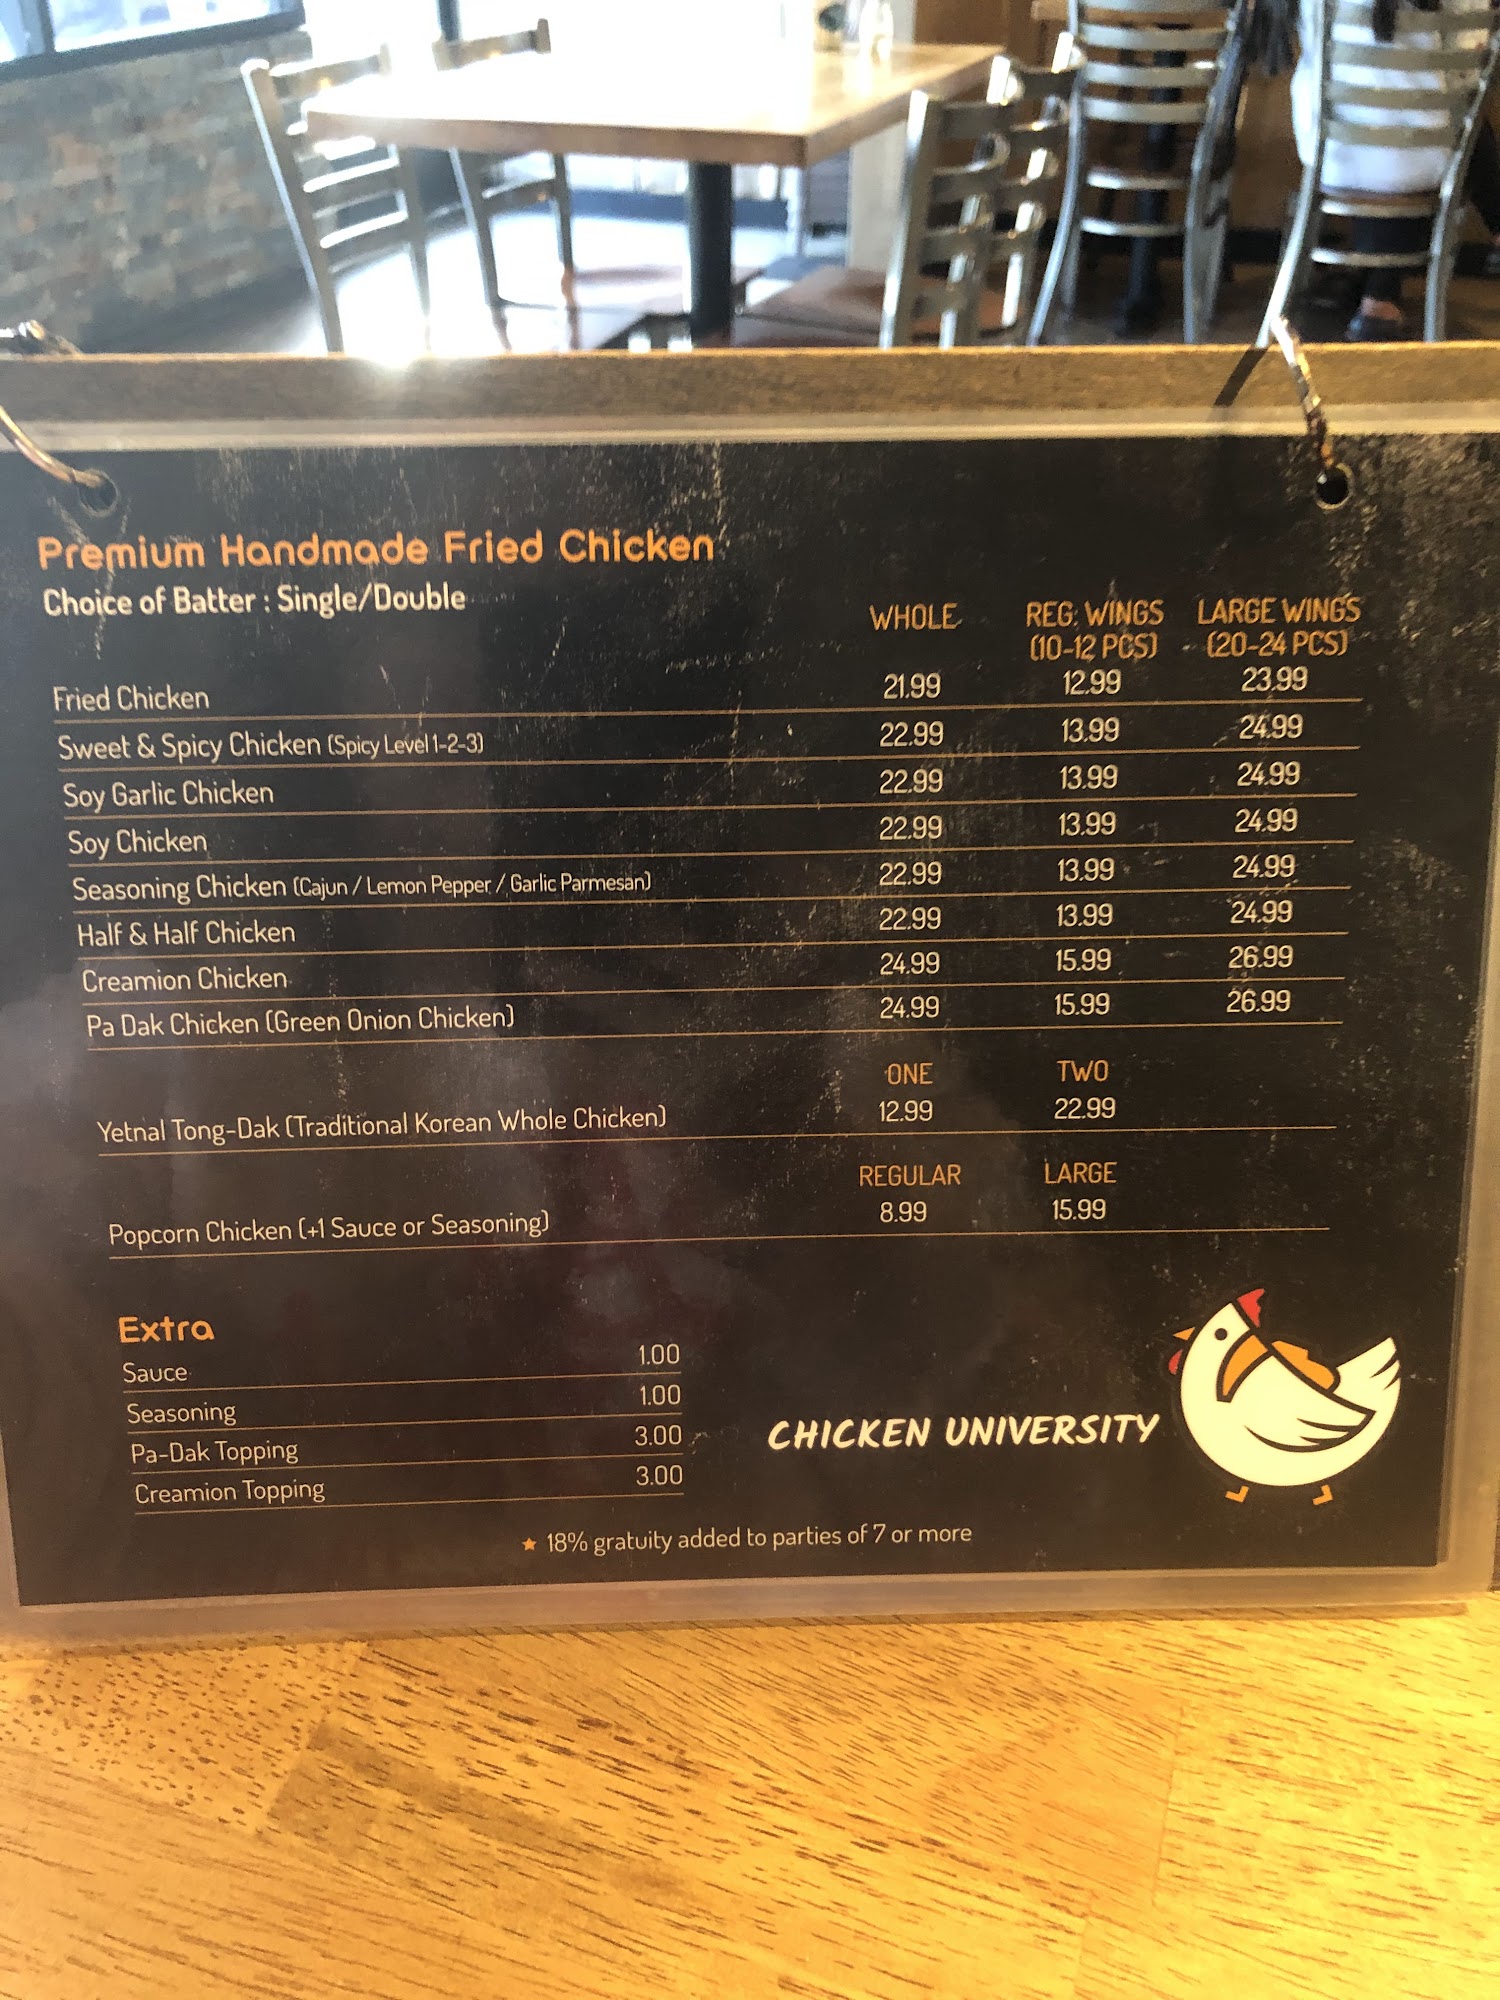 Premium Handmade Fried Chicken
Choice of Batter : Single/Double
WHOLE REG. WINGS (10-12 PCS) LARGE WINGS (20-24 PCS)
Fried Chicken 21.99 12.99 23.99
Sweet & Spicy Chicken (Spicy Level 1-2-3) 22.99 13.99 24.99
Soy Garlic Chicken 22.99 13.99 24.99
Soy Chicken 22.99 13.99 24.99
Seasoning Chicken (Cajun / Lemon Pepper / Garlic Parmesan) 22.99 13.99 24.99
Half & Half Chicken 22.99 13.99 24.99
Creamion Chicken 24.99 15.99 26.99
Pa Dak Chicken (Green Onion Chicken) 24.99 15.99 26.99
ONE TWO
Yetnal Tong-Dak (Traditional Korean Whole Chicken) 12.99 22.99
REGULAR LARGE
Popcorn Chicken (+1 Sauce or Seasoning) 8.99 15.99
Extra
Sauce 1.00
Seasoning 1.00
Pa-Dak Topping 3.00
Creamion Topping 3.00
CHICKEN UNIVERSITY
★ 18% gratuity added to parties of 7 or more